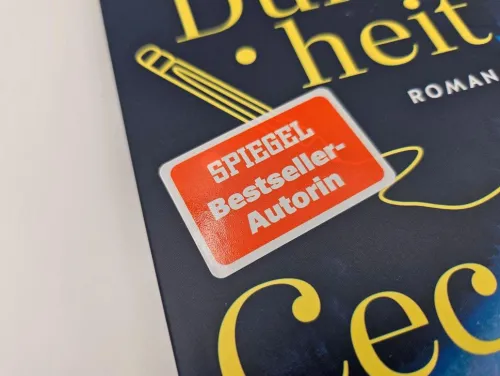 heit
ROMAN
SPIEGEL
Bestseller-
Autorin
Cec